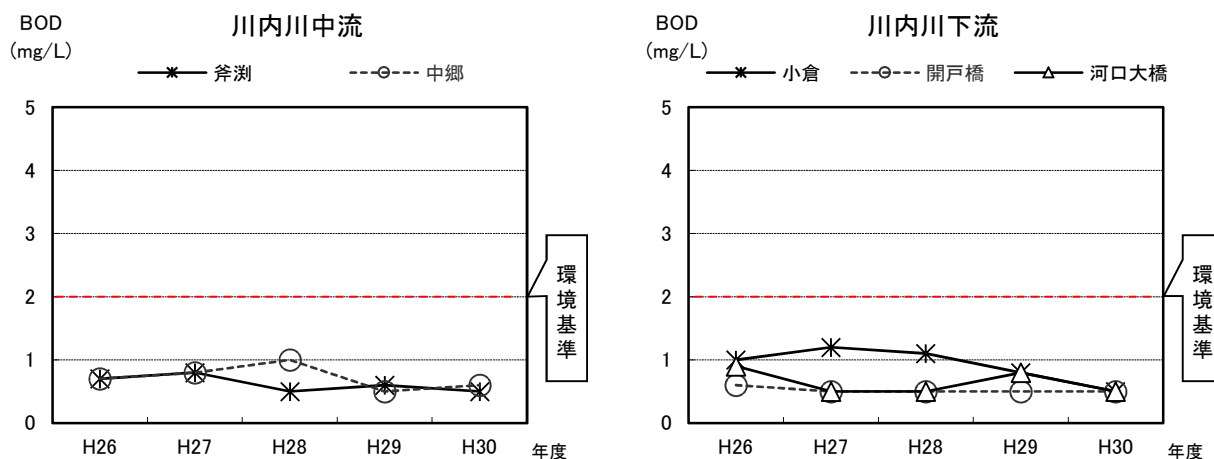 BOD
(mg/L)
川内川中流
斧渕
中郷
5
4
3
2
1
0
H26
H27
H28
H29
H30
年度
環境基準
BOD
(mg/L)
川内川下流
小倉
開戸橋
河口大橋
5
4
3
2
1
0
H26
H27
H28
H29
H30
年度
環境基準